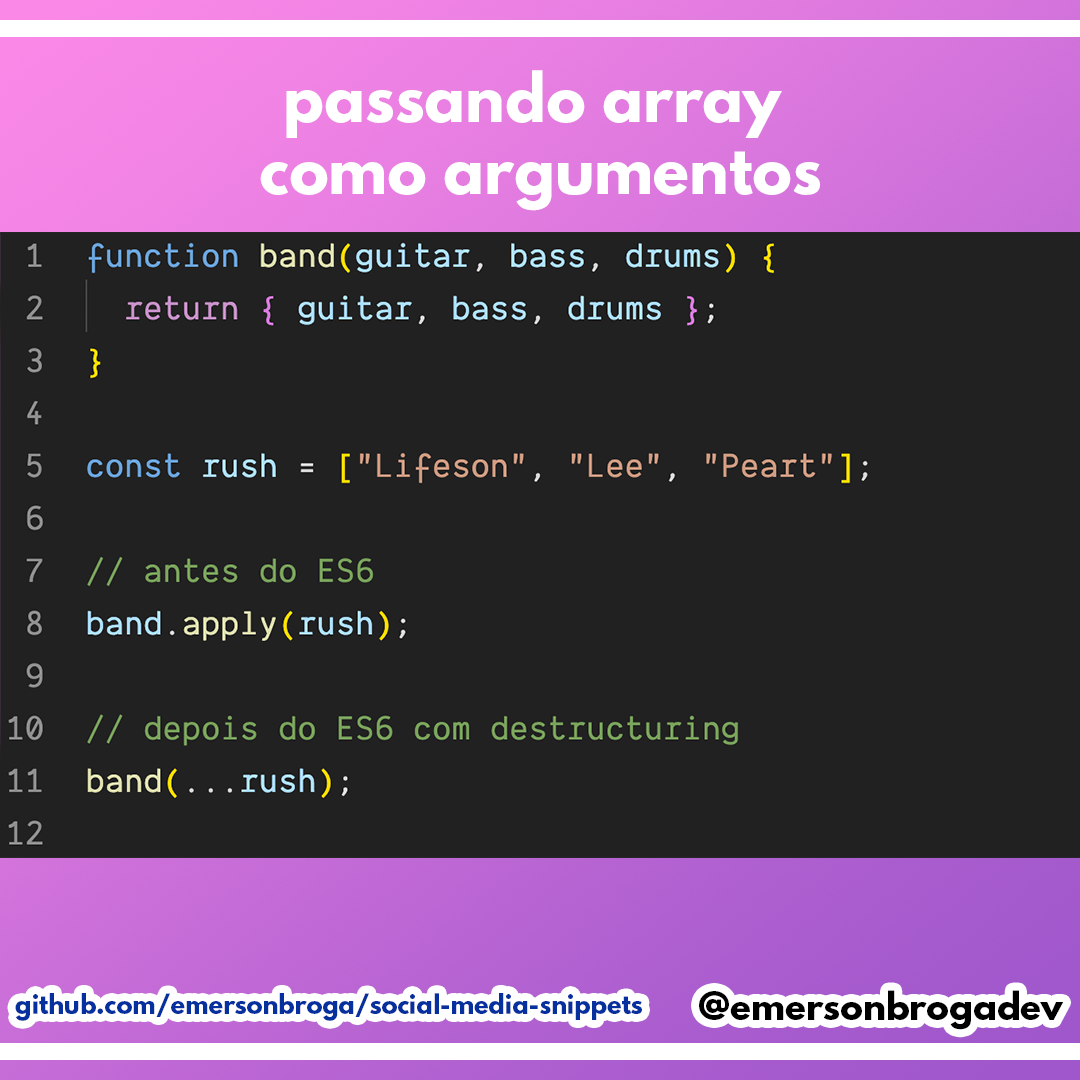 passando array
como argumentos
1 function band(guitar, bass, drums) {
2   return { guitar, bass, drums };
3 }
4
5 const rush = ["Lifeson", "Lee", "Peart"];
6
7 // antes do ES6
8 band.apply(rush);
9
10 // depois do ES6 com destructuring
11 band(...rush);
12
github.com/emersonbroga/social-media-snippets
@emersonbrogadev